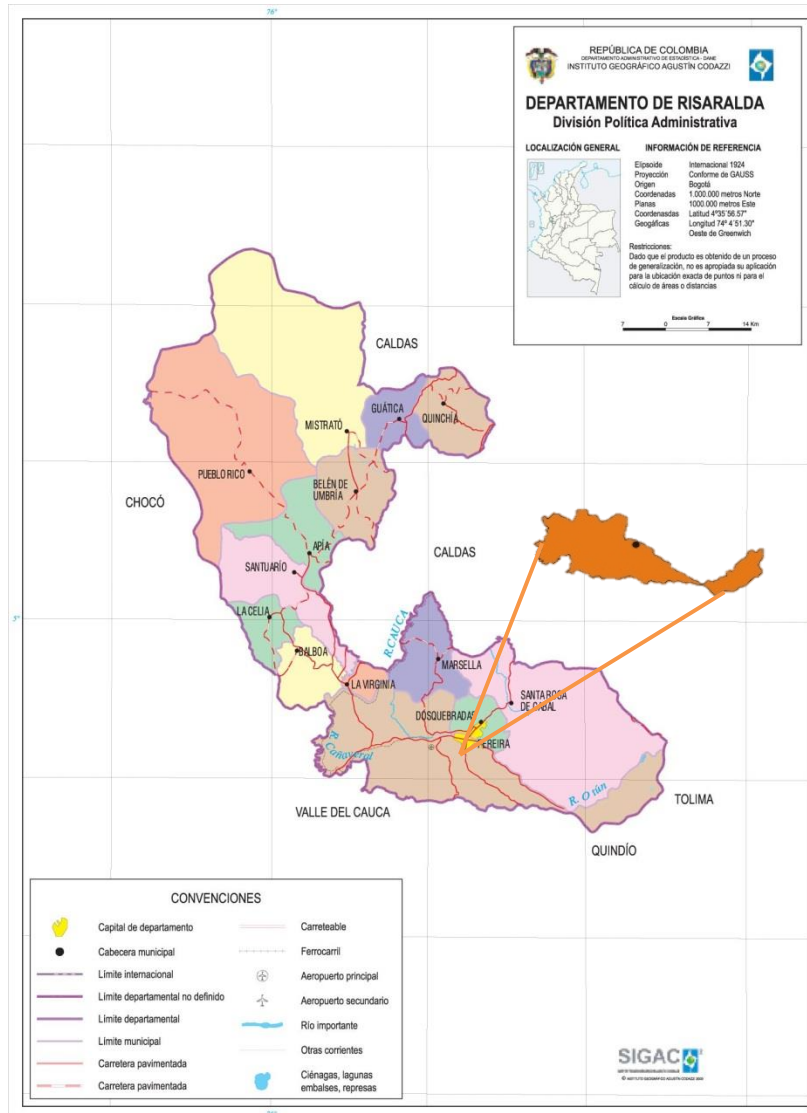 76°
REPÚBLICA DE COLOMBIA
DEPARTAMENTO ADMINISTRATIVO DE ESTADÍSTICA - DANE
INSTITUTO GEOGRÁFICO AGUSTÍN CODAZZI
DEPARTAMENTO DE RISARALDA
División Política Administrativa
LOCALIZACIÓN GENERAL
INFORMACIÓN DE REFERENCIA
Elipsoide Internacional 1924
Proyección Conforme de GAUSS
Origen Bogotá
Coordenadas 1.000.000 metros Norte
Planas 1000.000 metros Este
Coordenasdas Latitud 4°35´56.57"
Geográficas Longitud 74° 4´51.30"
Oeste de Greenwich
Restricciones:
Dado que el producto es obtenido de un proceso
de generalización, no es apropiada su aplicación
para la ubicación exacta de puntos ni para el
cálculo de áreas o distancias
Escala Gráfica
7 0 7 14 Km
CALDAS
GUÁTICA
QUINCHÍA
MISTRATÓ
PUEBLO RICO
BELÉN DE
UMBRÍA
CHOCÓ
APÍA
CALDAS
SANTUARÍO
LA CELIA
5°
R.CAUCA
BALBOA
MARSELLA
LA VIRGINIA
SANTA ROSA
DE CABAL
DOSQUEBRADAS
PEREIRA
R. Cañaveral
R. Otún
TOLIMA
VALLE DEL CAUCA
QUINDÍO
CONVENCIONES
Capital de departamento
Cabecera municipal
Límite internacional
Límite departamental no definido
Límite departamental
Límite municipal
Carretera pavimentada
Carretera pavimentada
Carreteable
Ferrocarril
Aeropuerto principal
Aeropuerto secundario
Río importante
Otras corrientes
Ciénagas, lagunas
embalses, represas
SIGAC